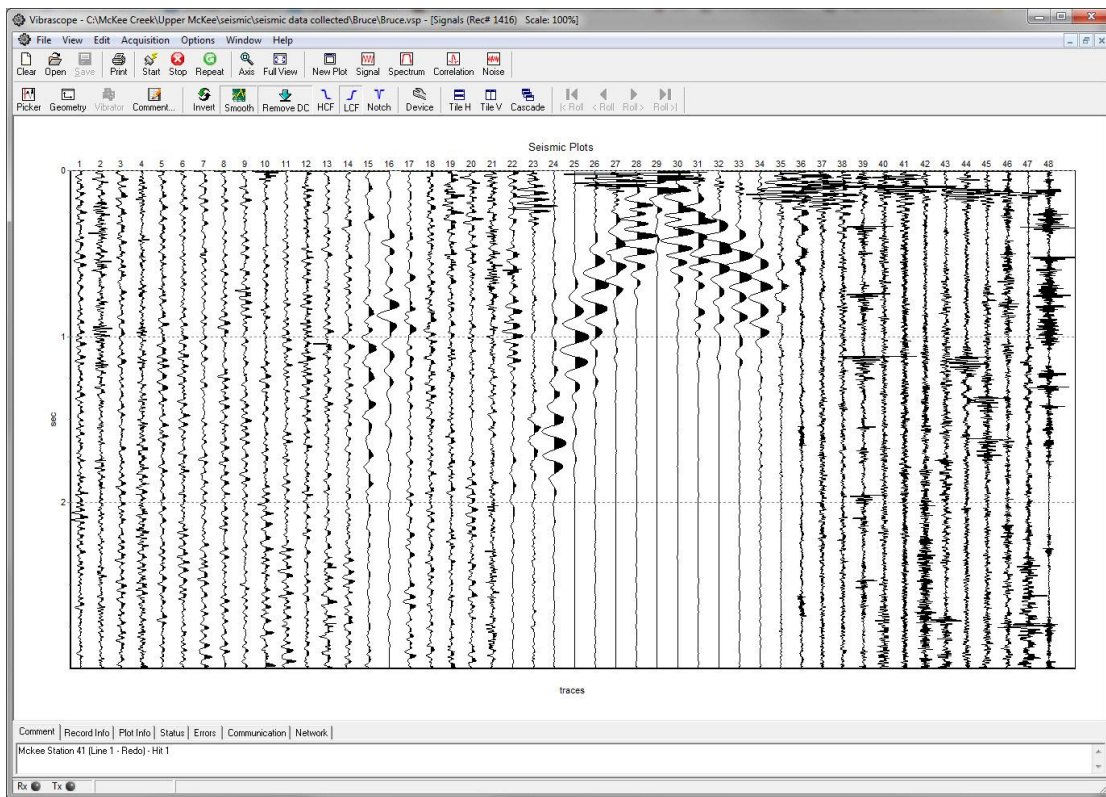 Vibrascope - C:\McKee Creek\Upper McKee\seismic\seismic data collected\Bruce\Bruce.vsp - [Signals (Rec# 1416) Scale: 100%]
File View Edit Acquisition Options Window Help
Clear Open Save Print Start Stop Repeat Axis Full View New Plot Signal Spectrum Correlation Noise
Picker Geometry Vibrator Comment... Invert Smooth Remove DC HCF LCF Notch Device Tile H Tile V Cascade |< Roll < Roll Roll > Roll >|
Seismic Plots
1 2 3 4 5 6 7 8 9 10 11 12 13 14 15 16 17 18 19 20 21 22 23 24 25 26 27 28 29 30 31 32 33 34 35 36 37 38 39 40 41 42 43 44 45 46 47 48
0
1
sec
2
traces
Comment Record Info Plot Info Status Errors Communication Network
Mckee Station 41 (Line 1 - Redo) - Hit 1
Rx Tx